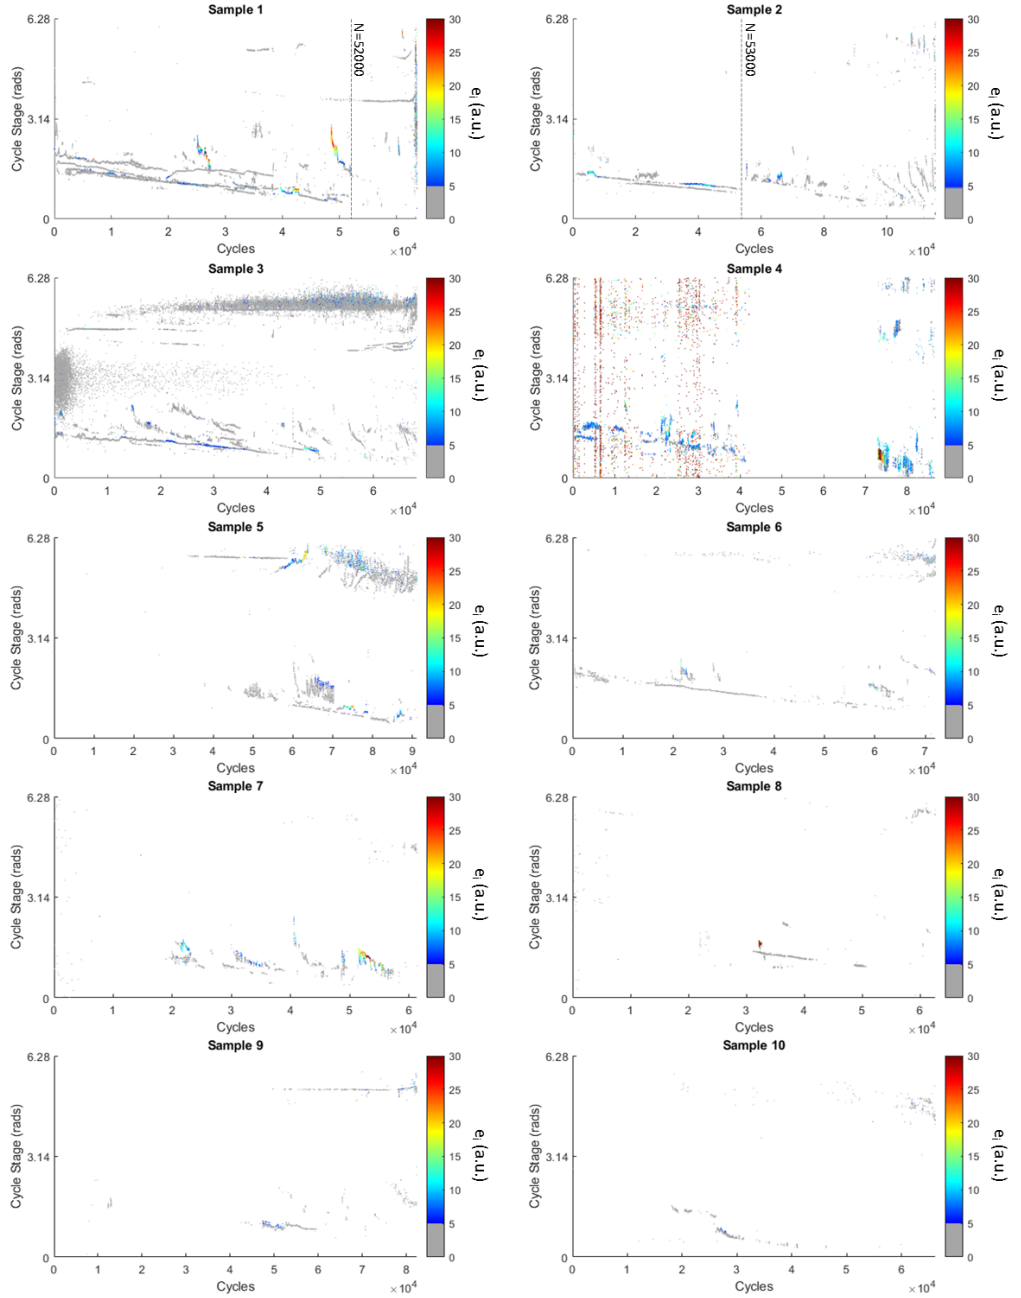 Sample 1
6.28
3.14
0
Cycle Stage (rads)
0 1 2 3 4 5 6
Cycles
×10⁴
N=52000
30
25
20
15
10
5
0
eᵢ (a.u.)
Sample 2
6.28
3.14
0
Cycle Stage (rads)
0 2 4 6 8 10
Cycles
×10⁴
N=53000
30
25
20
15
10
5
0
eᵢ (a.u.)
Sample 3
6.28
3.14
0
Cycle Stage (rads)
0 1 2 3 4 5 6
Cycles
×10⁴
30
25
20
15
10
5
0
eᵢ (a.u.)
Sample 4
6.28
3.14
0
Cycle Stage (rads)
0 1 2 3 4 5 6 7 8
Cycles
×10⁴
30
25
20
15
10
5
0
eᵢ (a.u.)
Sample 5
6.28
3.14
0
Cycle Stage (rads)
0 1 2 3 4 5 6 7 8 9
Cycles
×10⁴
30
25
20
15
10
5
0
eᵢ (a.u.)
Sample 6
6.28
3.14
0
Cycle Stage (rads)
0 1 2 3 4 5 6 7
Cycles
×10⁴
30
25
20
15
10
5
0
eᵢ (a.u.)
Sample 7
6.28
3.14
0
Cycle Stage (rads)
0 1 2 3 4 5 6
Cycles
×10⁴
30
25
20
15
10
5
0
eᵢ (a.u.)
Sample 8
6.28
3.14
0
Cycle Stage (rads)
0 1 2 3 4 5 6
Cycles
×10⁴
30
25
20
15
10
5
0
eᵢ (a.u.)
Sample 9
6.28
3.14
0
Cycle Stage (rads)
0 1 2 3 4 5 6 7 8
Cycles
×10⁴
30
25
20
15
10
5
0
eᵢ (a.u.)
Sample 10
6.28
3.14
0
Cycle Stage (rads)
0 1 2 3 4 5 6
Cycles
×10⁴
30
25
20
15
10
5
0
eᵢ (a.u.)